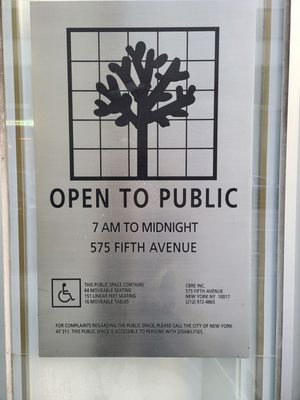 OPEN TO PUBLIC
7 AM TO MIDNIGHT
575 FIFTH AVENUE
THIS PUBLIC SPACE CONTAINS
64 MOVEABLE SEATING
151 LINEAR FEET SEATING
16 MOVEABLE TABLES
CBRE INC.
575 FIFTH AVENUE
NEW YORK NY 10017
(212) 972-4865
FOR COMPLAINTS REGARDING THE PUBLIC SPACE, PLEASE CALL THE CITY OF NEW YORK
AT 311. THIS PUBLIC SPACE IS ACCESSIBLE TO PERSONS WITH DISABILITIES.